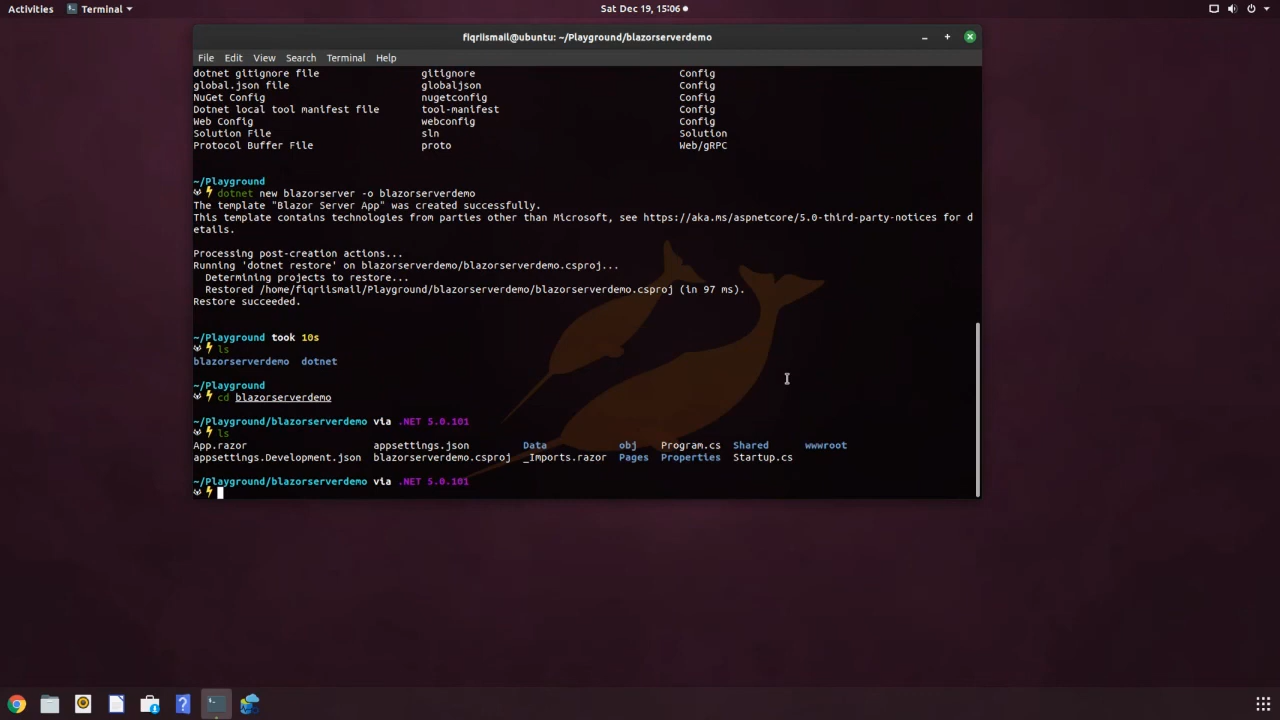 Activities Terminal Sat Dec 19, 15:06
fiqriismail@ubuntu: ~/Playground/blazorserverdemo
File Edit View Search Terminal Help
dotnet gitignore file gitignore Config
global.json file globaljson Config
NuGet Config nugetconfig Config
Dotnet local tool manifest file tool-manifest Config
Web Config webconfig Config
Solution File sln Solution
Protocol Buffer File proto Web/gRPC
~/Playground
dotnet new blazorserver -o blazorserverdemo
The template "Blazor Server App" was created successfully.
This template contains technologies from parties other than Microsoft, see https://aka.ms/aspnetcore/5.0-third-party-notices for d
etails.
Processing post-creation actions...
Running 'dotnet restore' on blazorserverdemo/blazorserverdemo.csproj...
Determining projects to restore...
Restored /home/fiqriismail/Playground/blazorserverdemo/blazorserverdemo.csproj (in 97 ms).
Restore succeeded.
~/Playground took 10s
ls
blazorserverdemo dotnet
~/Playground
cd blazorserverdemo
~/Playground/blazorserverdemo via .NET 5.0.101
ls
App.razor appsettings.json Data obj Program.cs Shared wwwroot
appsettings.Development.json blazorserverdemo.csproj _Imports.razor Pages Properties Startup.cs
~/Playground/blazorserverdemo via .NET 5.0.101